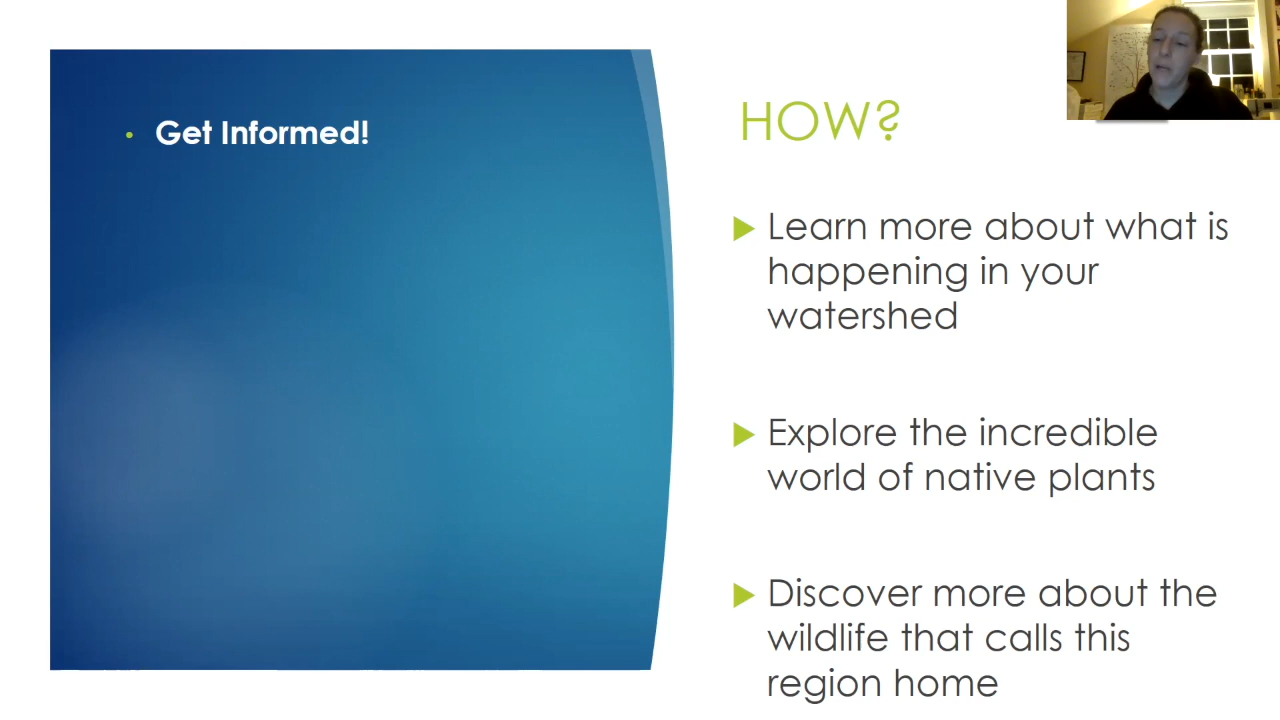 Get Informed!
HOW?
Learn more about what is
happening in your
watershed
Explore the incredible
world of native plants
Discover more about the
wildlife that calls this
region home